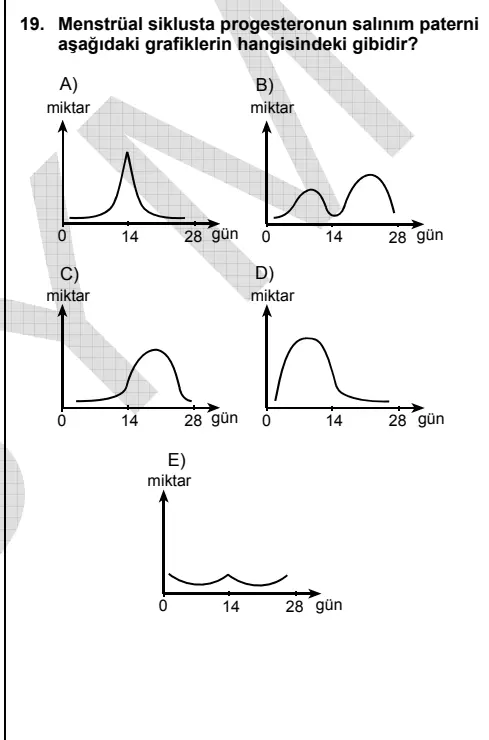 19. Menstrüal siklusta progesteronun salınım paterni
aşağıdaki grafiklerin hangisindeki gibidir?
A)
miktar
0 14 28 gün
B)
miktar
0 14 28 gün
C)
miktar
0 14 28 gün
D)
miktar
0 14 28 gün
E)
miktar
0 14 28 gün